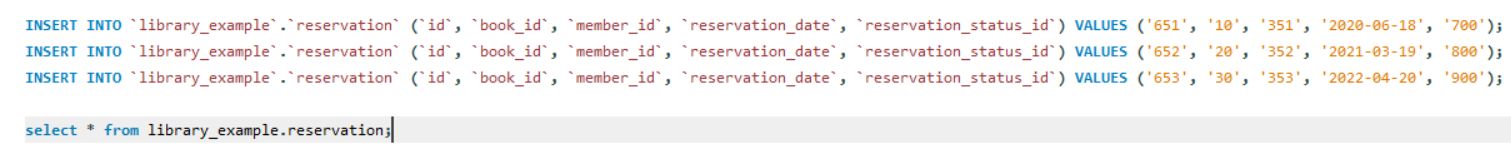 INSERT INTO `library_example`.`reservation` (`id`, `book_id`, `member_id`, `reservation_date`, `reservation_status_id`) VALUES ('651', '10', '351', '2020-06-18', '700');
INSERT INTO `library_example`.`reservation` (`id`, `book_id`, `member_id`, `reservation_date`, `reservation_status_id`) VALUES ('652', '20', '352', '2021-03-19', '800');
INSERT INTO `library_example`.`reservation` (`id`, `book_id`, `member_id`, `reservation_date`, `reservation_status_id`) VALUES ('653', '30', '353', '2022-04-20', '900');
select * from library_example.reservation;